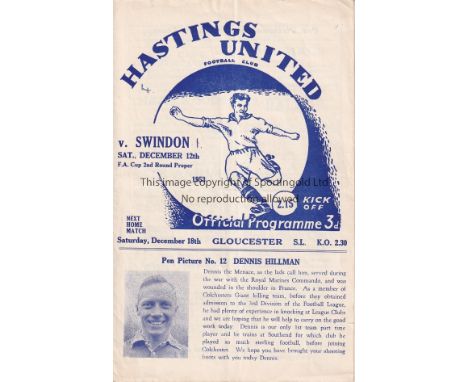 HASTINGS
UNITED
FOOTBALL CLUB
4
v. SWINDON
SAT., DECEMBER 12th
F.A. Cup 2nd Round Proper
This image copyright SportingOld Ltd
No reproduction allowed
2.15 KICK
OFF
Official Programme 3d
NEXT
HOME
MATCH
Saturday, December 18th GLOUCESTER S.L. K.O. 2.30
Pen Picture No. 12 DENNIS HILLMAN
Dennis the Menace, as the lads call him, served during
the war with the Royal Marines Commando, and was
wounded in the shoulder in France. As a member of
Colchesters Giant killing team, before they obtained
admission to the 3rd Division of the Football League,
he had plenty of experience in knocking at League Clubs
and we are hoping that he will help to carry on the good
work today. Dennis is our only 1st team part time
player and he trains at Southend for which club he
played so much sterling football, before joining
Colchester. We hope you have brought your shooting
boots with you today Dennis.